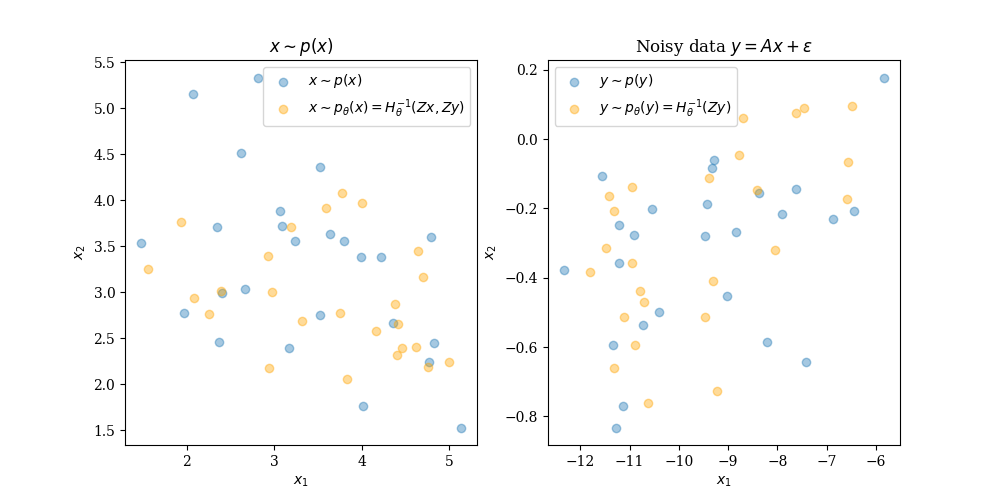 x ∼ p(x)
x ∼ p(x)
x ∼ p_θ(x) = H_θ^{-1}(Zx, Zy)
5.5
5.0
4.5
4.0
3.5
3.0
2.5
2.0
1.5
x₂
2 3 4 5
x₁
Noisy data y = Ax + ε
y ∼ p(y)
y ∼ p_θ(y) = H_θ^{-1}(Zy)
0.2
0.0
−0.2
−0.4
−0.6
−0.8
x₂
−12 −11 −10 −9 −8 −7 −6
x₁